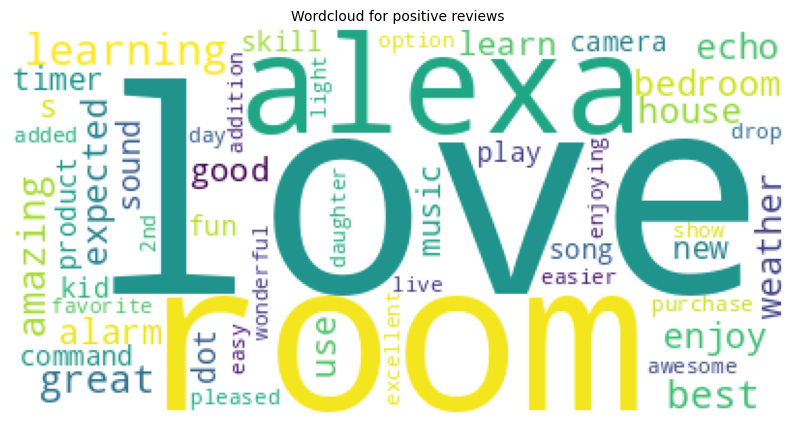 Wordcloud for positive reviews
learning
skill
option
learn
camera
echo
timer
alexa
bedroom
s
addition
light
house
added
expected
sound
day
love
play
drop
product
good
amazing
2nd
fun
daughter
music
enjoying
song
show
new
weather
kid
wonderful
live
easier
favorite
room
purchase
alarm
command
dot
easy
use
excellent
enjoy
great
awesome
pleased
best